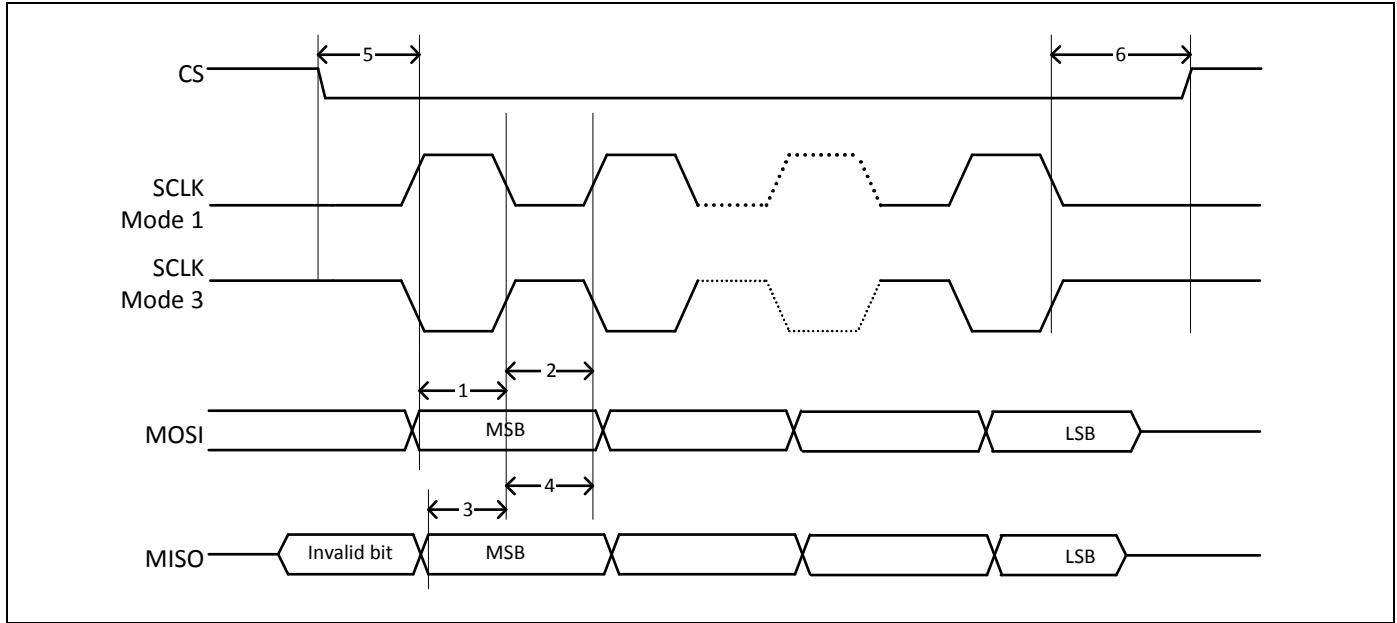 5
6
CS
SCLK
Mode 1
SCLK
Mode 3
2
1
MOSI
MSB
LSB
4
3
MISO
Invalid bit
MSB
LSB